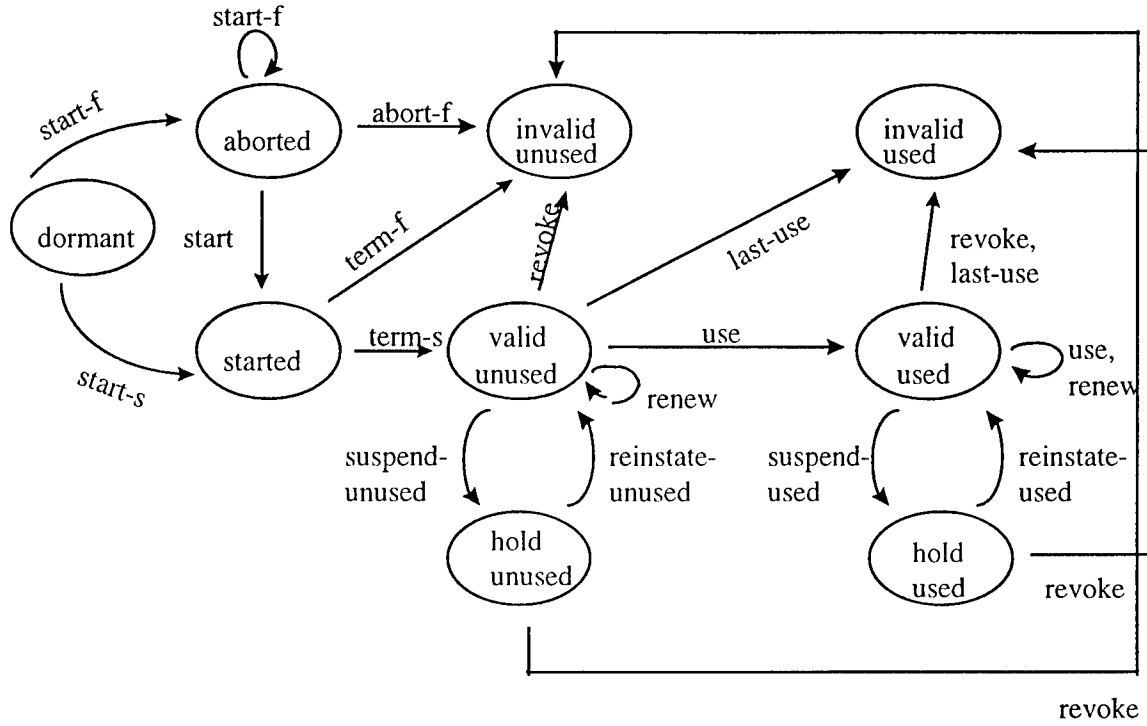 start-f
start-f
aborted
abort-f
invalid
unused
invalid
used
dormant
start
term-f
revoke
last-use
revoke,
last-use
start-s
started
term-s
valid
unused
use
valid
used
use,
renew
renew
suspend-
unused
reinstate-
unused
suspend-
used
reinstate-
used
hold
unused
hold
used
revoke
revoke